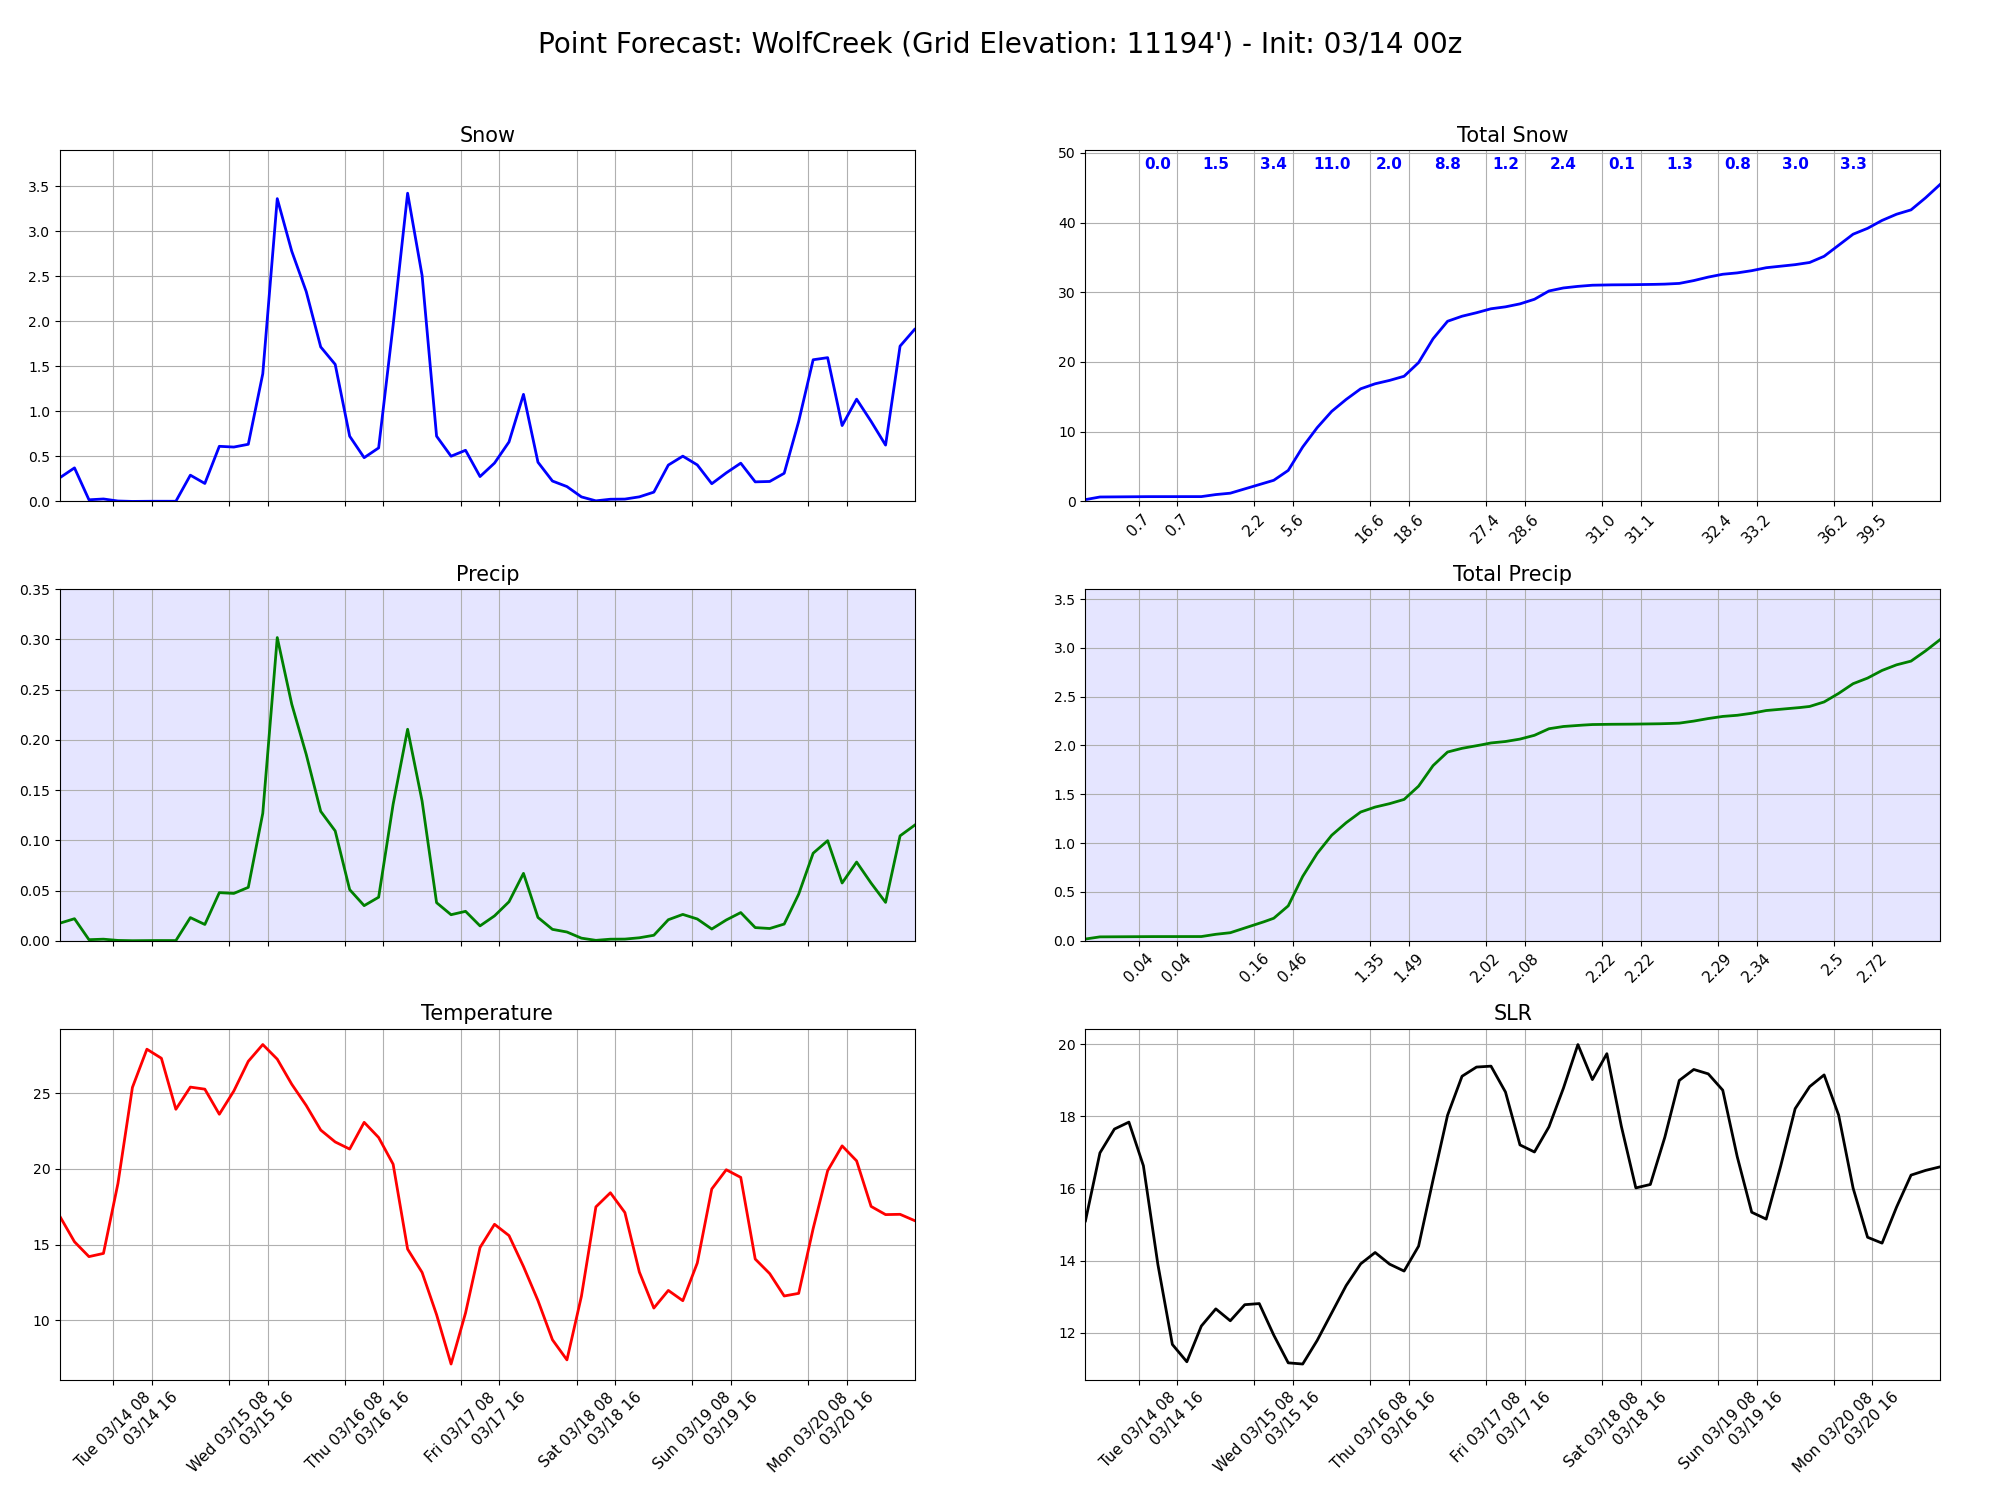 Point Forecast: WolfCreek (Grid Elevation: 11194') - Init: 03/14 00z
Snow
3.5
3.0
2.5
2.0
1.5
1.0
0.5
0.0
Total Snow
0.0 1.5 3.4 11.0 2.0 8.8 1.2 2.4 0.1 1.3 0.8 3.0 3.3
50
40
30
20
10
0
0.7 0.7 2.2 5.6 16.6 18.6 27.4 28.6 31.0 31.1 32.4 33.2 36.2 39.5
Precip
0.35
0.30
0.25
0.20
0.15
0.10
0.05
0.00
Total Precip
3.5
3.0
2.5
2.0
1.5
1.0
0.5
0.0
0.04 0.04 0.16 0.46 1.35 1.49 2.02 2.08 2.22 2.22 2.29 2.34 2.5 2.72
Temperature
25
20
15
10
Tue 03/14 08
03/14 16
Wed 03/15 08
03/15 16
Thu 03/16 08
03/16 16
Fri 03/17 08
03/17 16
Sat 03/18 08
03/18 16
Sun 03/19 08
03/19 16
Mon 03/20 08
03/20 16
SLR
20
18
16
14
12
Tue 03/14 08
03/14 16
Wed 03/15 08
03/15 16
Thu 03/16 08
03/16 16
Fri 03/17 08
03/17 16
Sat 03/18 08
03/18 16
Sun 03/19 08
03/19 16
Mon 03/20 08
03/20 16